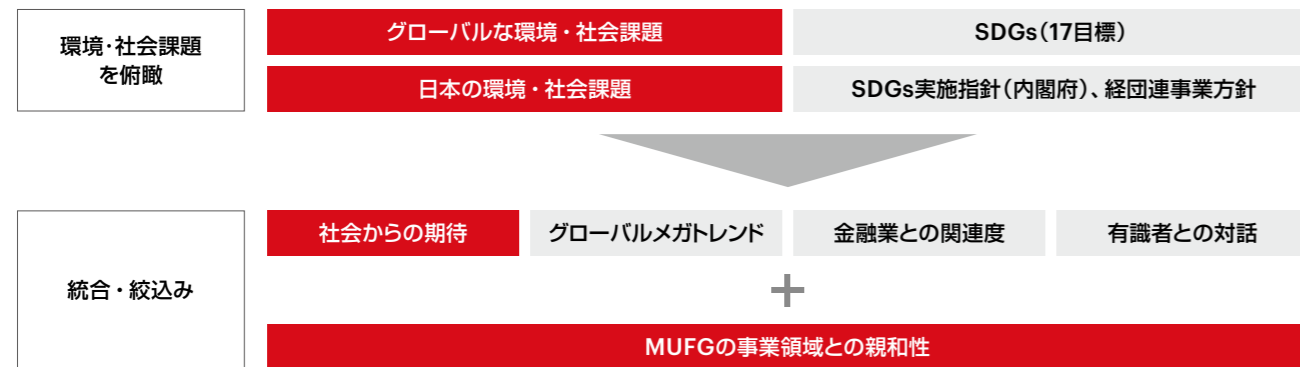 環境･社会課題
を俯瞰
グローバルな環境・社会課題
SDGs（17目標）
日本の環境・社会課題
SDGs実施指針（内閣府）、経団連事業方針
統合・絞込み
社会からの期待
グローバルメガトレンド
金融業との関連度
有識者との対話
+
MUFGの事業領域との親和性